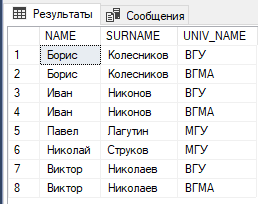 Результаты Сообщения
NAME SURNAME UNIV_NAME
1 Борис Колесников ВГУ
2 Борис Колесников ВГМА
3 Иван Никонов ВГУ
4 Иван Никонов ВГМА
5 Павел Лагутин МГУ
6 Николай Струков МГУ
7 Виктор Николаев ВГУ
8 Виктор Николаев ВГМА